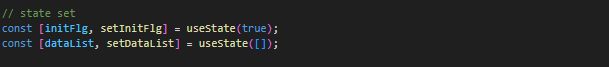 // state set
const [initFlg, setInitFlg] = useState(true);
const [dataList, setDataList] = useState([]);